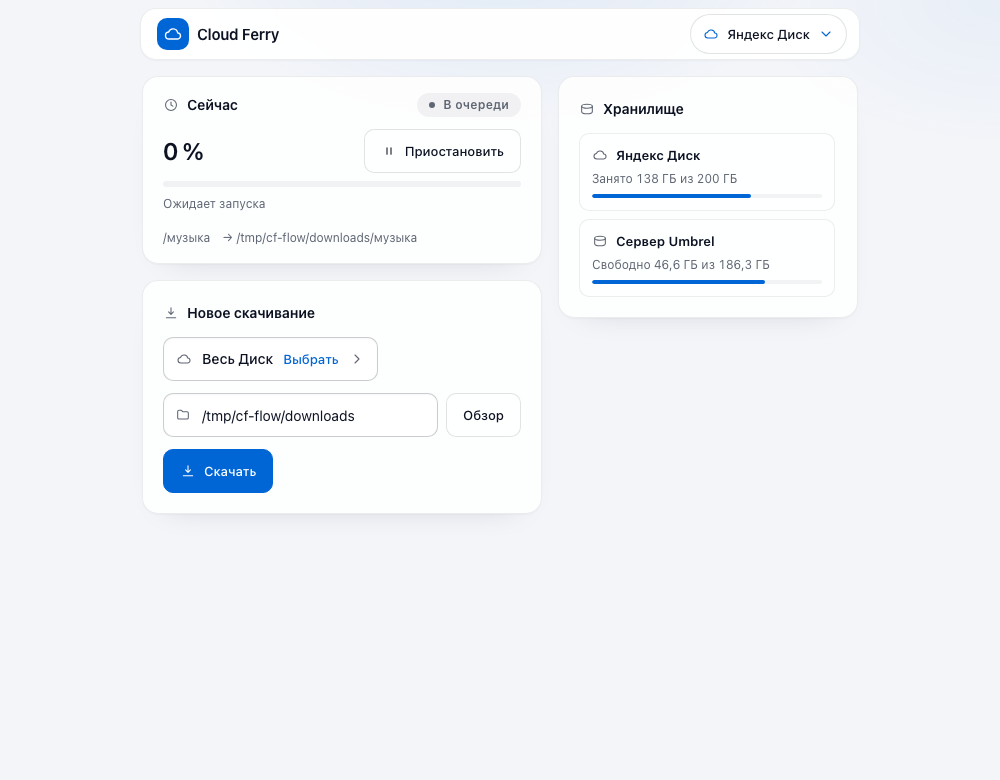 Cloud Ferry
Яндекс Диск
Сейчас
В очереди
0 %
Приостановить
Ожидает запуска
/музыка → /tmp/cf-flow/downloads/музыка
Новое скачивание
Весь Диск Выбрать
/tmp/cf-flow/downloads
Обзор
Скачать
Хранилище
Яндекс Диск
Занято 138 ГБ из 200 ГБ
Сервер Umbrel
Свободно 46,6 ГБ из 186,3 ГБ